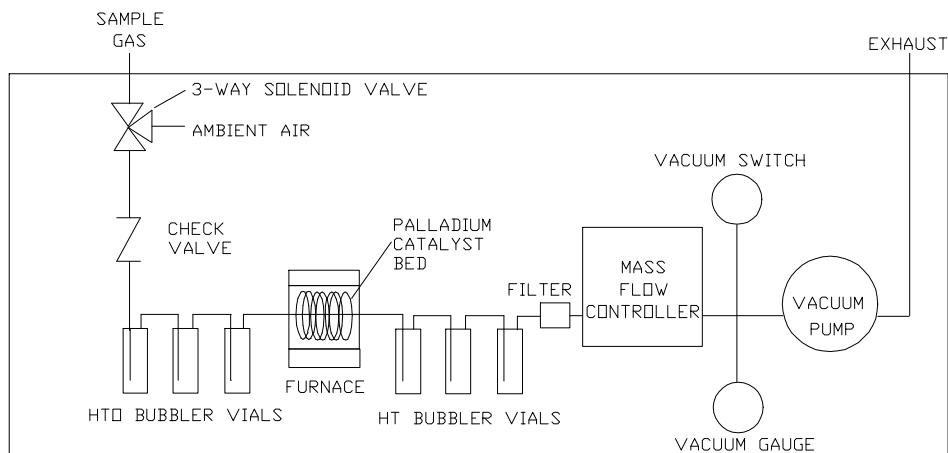 SAMPLE
GAS
EXHAUST
3-WAY SOLENOID VALVE
AMBIENT AIR
VACUUM SWITCH
CHECK
VALVE
PALLADIUM
CATALYST
BED
MASS
FLOW
CONTROLLER
FILTER
VACUUM
PUMP
FURNACE
HTO BUBBLER VIALS
HT BUBBLER VIALS
VACUUM GAUGE